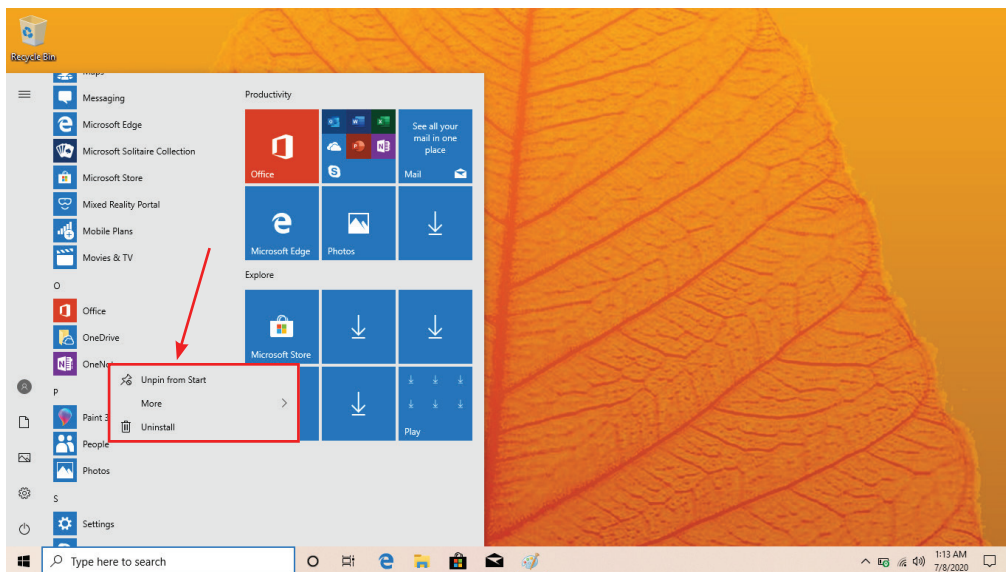 Recycle Bin
Messaging
Microsoft Edge
Microsoft Solitaire Collection
Microsoft Store
Mixed Reality Portal
Mobile Plans
Movies & TV
O
Office
OneDrive
P
Paint 3
People
Photos
S
Settings
Unpin from Start
More
Uninstall
Productivity
Office
See all your
mail in one
place
Mail
Microsoft Edge
Photos
Explore
Microsoft Store
Play
Type here to search
1:13 AM
7/8/2020